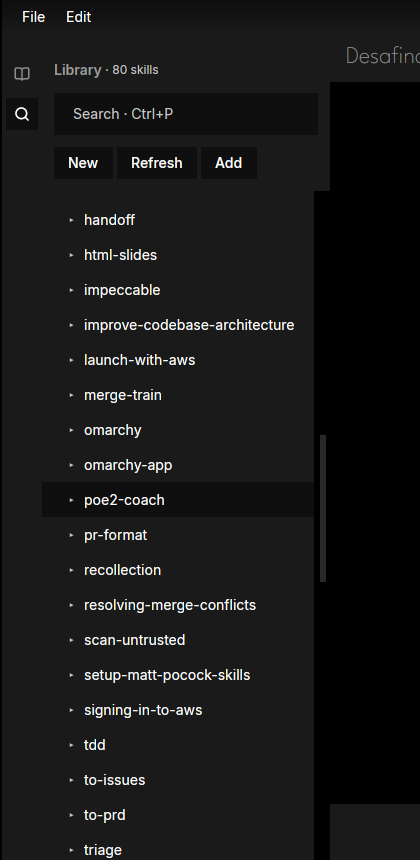 File Edit
Library · 80 skills
Desafino
Search · Ctrl+P
New Refresh Add
handoff
html-slides
impeccable
improve-codebase-architecture
launch-with-aws
merge-train
omarchy
omarchy-app
poe2-coach
pr-format
recollection
resolving-merge-conflicts
scan-untrusted
setup-matt-pocock-skills
signing-in-to-aws
tdd
to-issues
to-prd
triage